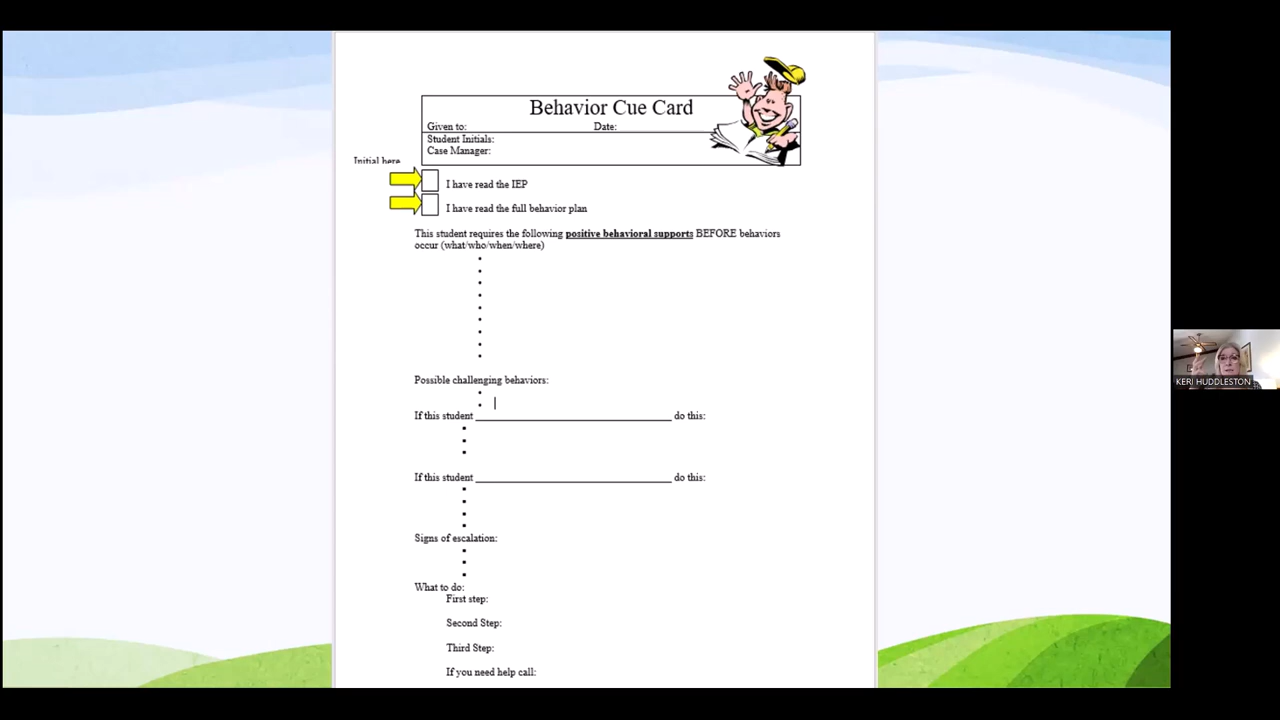 Behavior Cue Card
Given to: Date:
Student Initials:
Case Manager:
Initial here
I have read the IEP
I have read the full behavior plan
This student requires the following positive behavioral supports BEFORE behaviors
occur (what/who/when/where)
Possible challenging behaviors:
If this student ______________________ do this:
If this student ______________________ do this:
Signs of escalation:
What to do:
First step:
Second Step:
Third Step:
If you need help call:
KERI HUDDLESTON